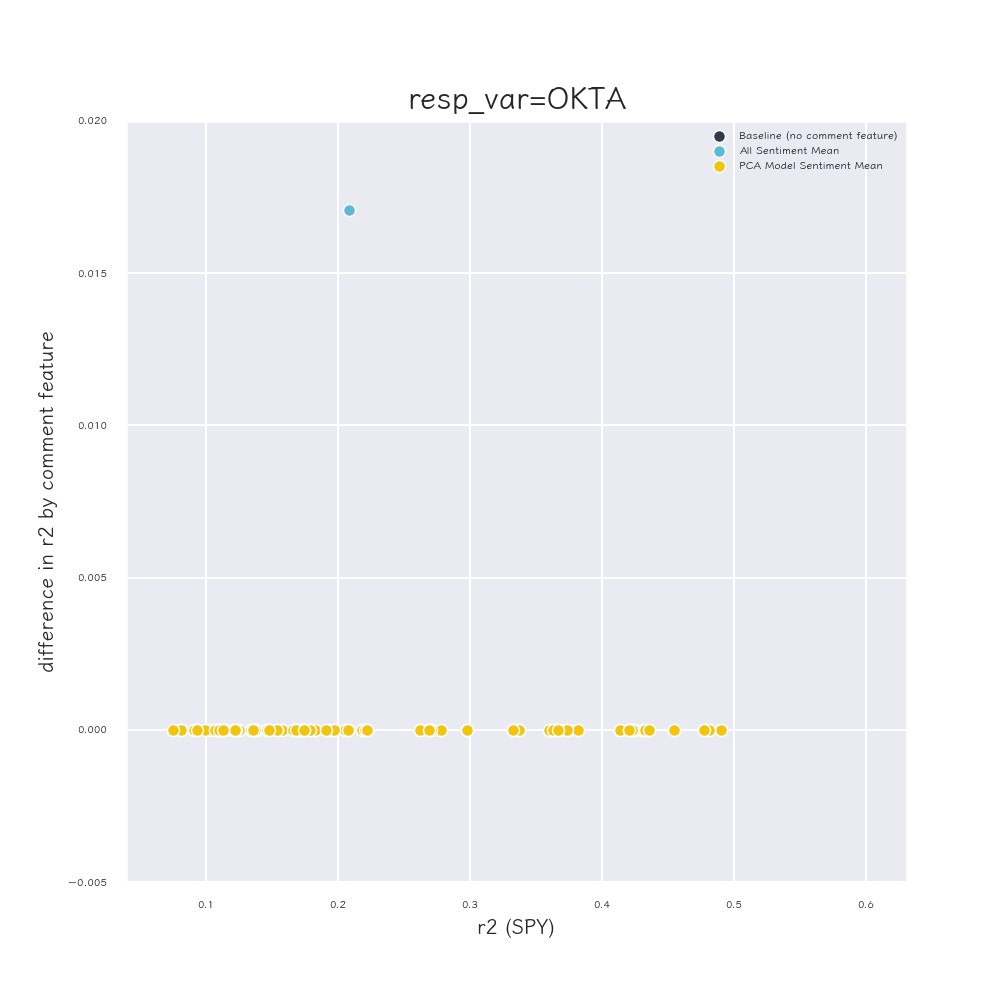 resp_var=OKTA
0.020
0.015
0.010
0.005
0.000
−0.005
difference in r2 by comment feature
Baseline (no comment feature)
All Sentiment Mean
PCA Model Sentiment Mean
0.1 0.2 0.3 0.4 0.5 0.6
r2 (SPY)